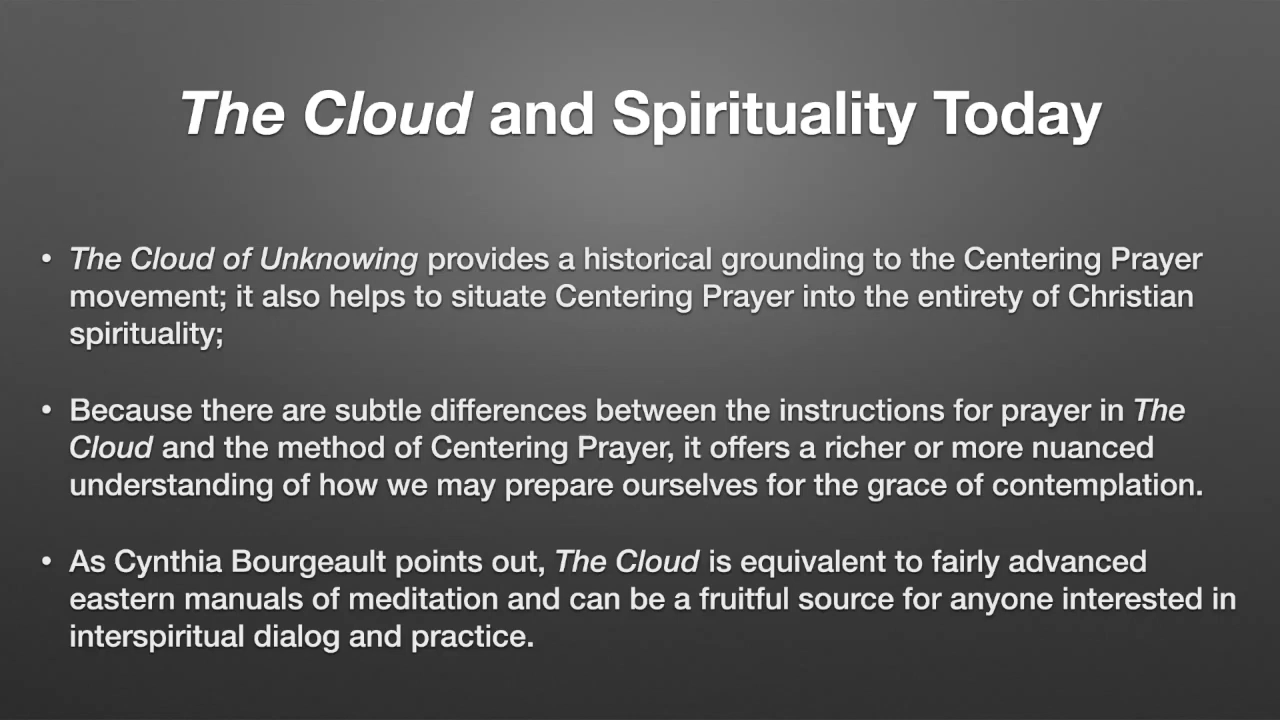 The Cloud and Spirituality Today
• The Cloud of Unknowing provides a historical grounding to the Centering Prayer
movement; it also helps to situate Centering Prayer into the entirety of Christian
spirituality;
• Because there are subtle differences between the instructions for prayer in The
Cloud and the method of Centering Prayer, it offers a richer or more nuanced
understanding of how we may prepare ourselves for the grace of contemplation.
• As Cynthia Bourgeault points out, The Cloud is equivalent to fairly advanced
eastern manuals of meditation and can be a fruitful source for anyone interested in
interspiritual dialog and practice.